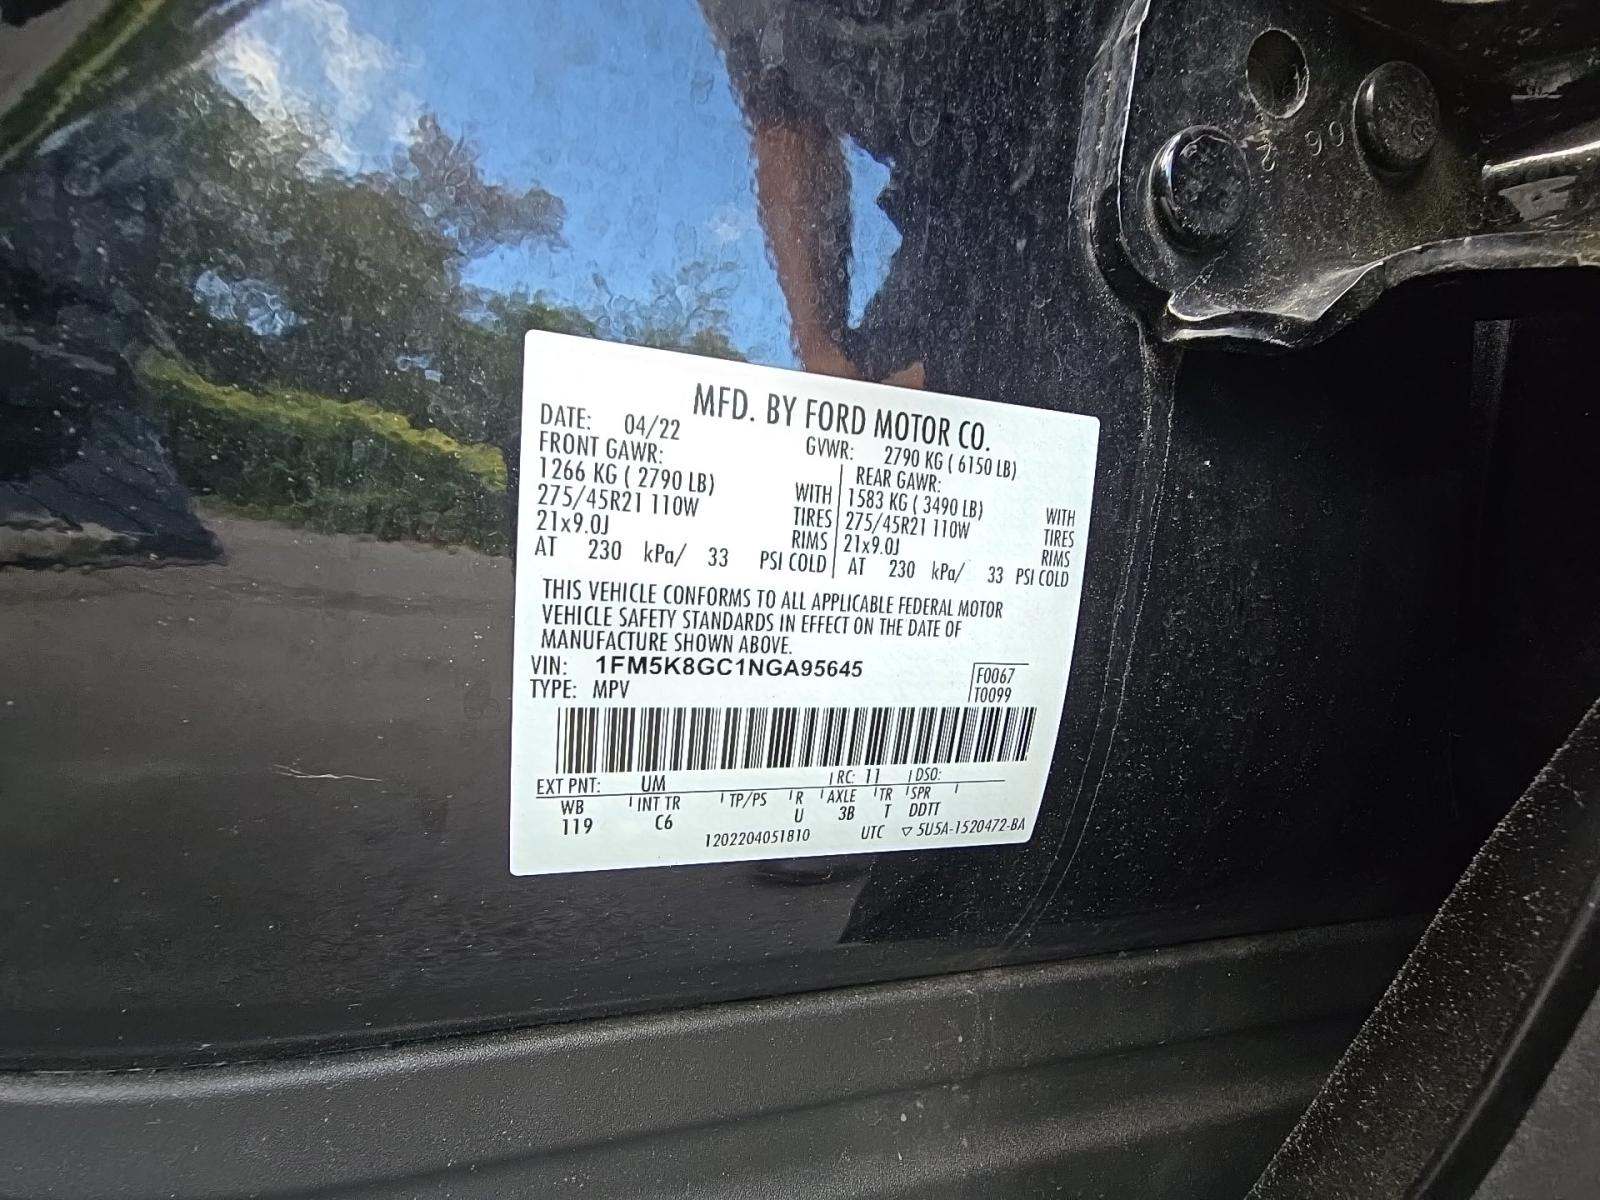 MFD. BY FORD MOTOR CO.
DATE: 04/22 GVWR: 2790 KG ( 6150 LB)
FRONT GAWR: REAR GAWR:
1266 KG ( 2790 LB) WITH 1583 KG ( 3490 LB) WITH
275/45R21 110W TIRES 275/45R21 110W TIRES
21x9.0J RIMS 21x9.0J RIMS
AT 230 kPa/ 33 PSI COLD AT 230 kPa/ 33 PSI COLD
THIS VEHICLE CONFORMS TO ALL APPLICABLE FEDERAL MOTOR
VEHICLE SAFETY STANDARDS IN EFFECT ON THE DATE OF
MANUFACTURE SHOWN ABOVE.
VIN: 1FM5K8GC1NGA95645 F0067
TYPE: MPV T0099
EXT PNT: UM RC: 11 DSO:
WB INT TR TP/PS R AXLE TR SPR
119 C6 U 3B T DDTT
1202204051810 UTC ▽ 5U5A-1520472-BA